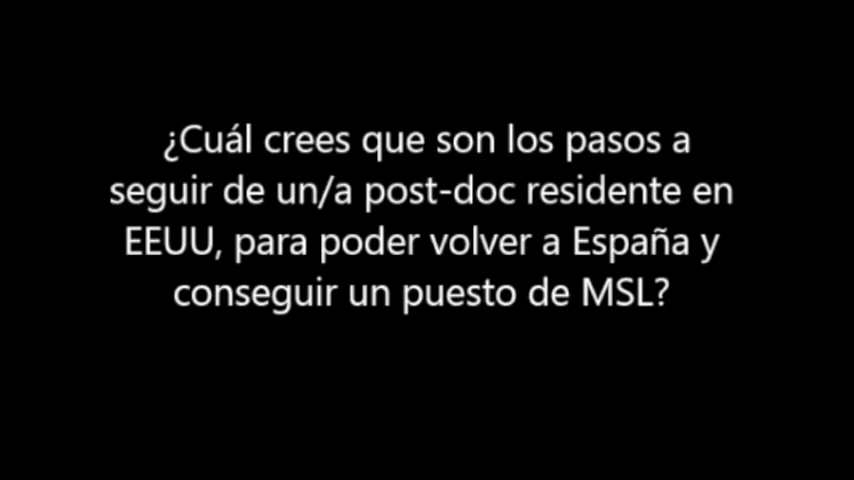 ¿Cuál crees que son los pasos a
seguir de un/a post-doc residente en
EEUU, para poder volver a España y
conseguir un puesto de MSL?